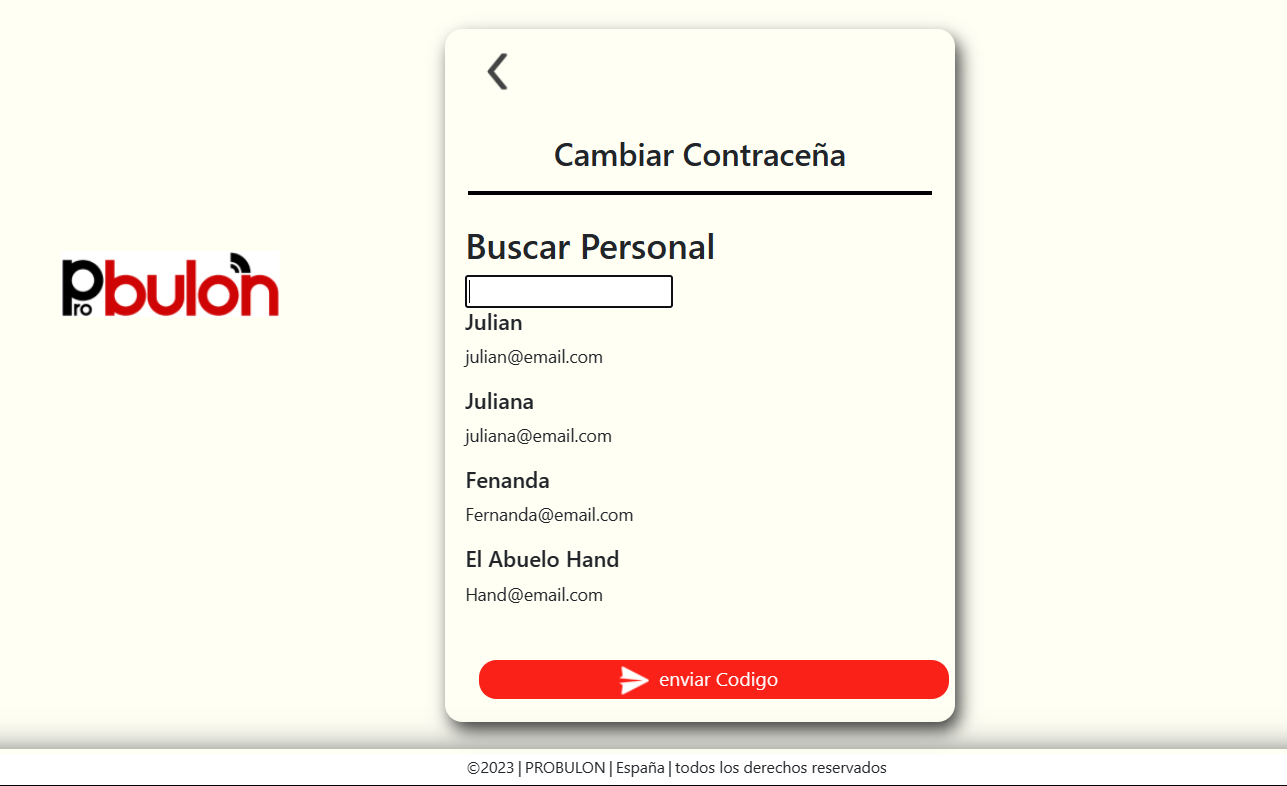 Cambiar Contraceña
Buscar Personal
Probulon
Julian
julian@email.com
Juliana
juliana@email.com
Fenanda
Fernanda@email.com
El Abuelo Hand
Hand@email.com
enviar Codigo
©2023 | PROBULON | España | todos los derechos reservados